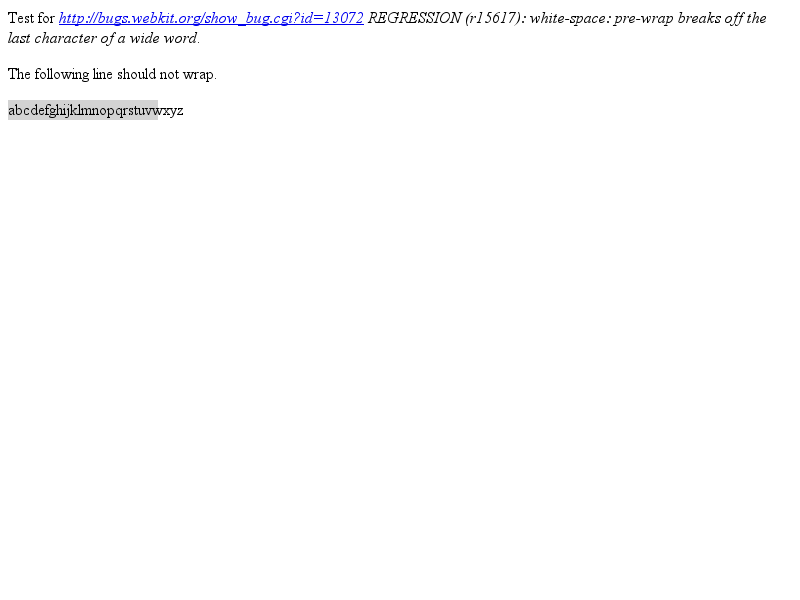 Test for http://bugs.webkit.org/show_bug.cgi?id=13072 REGRESSION (r15617): white-space: pre-wrap breaks off the
last character of a wide word.
The following line should not wrap.
abcdefghijklmnopqrstuvwxyz